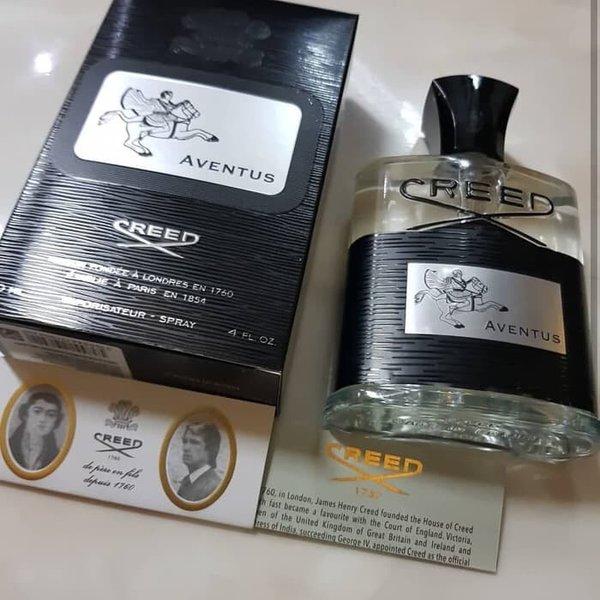 AVENTUS
CREED
FONDÉE À LONDRES EN 1760
À PARIS EN 1854
VAPORISATEUR - SPRAY
4 FL. OZ.
CREED
AVENTUS
CREED
1760
de père en fils
depuis 1760
CREED
1760, in London, James Henry Creed founded the House of Creed
fast became a favourite with the Court of England. Victoria,
of the United Kingdom of Great Britain and Ireland and
of India, succeeding George IV, appointed Creed as the official